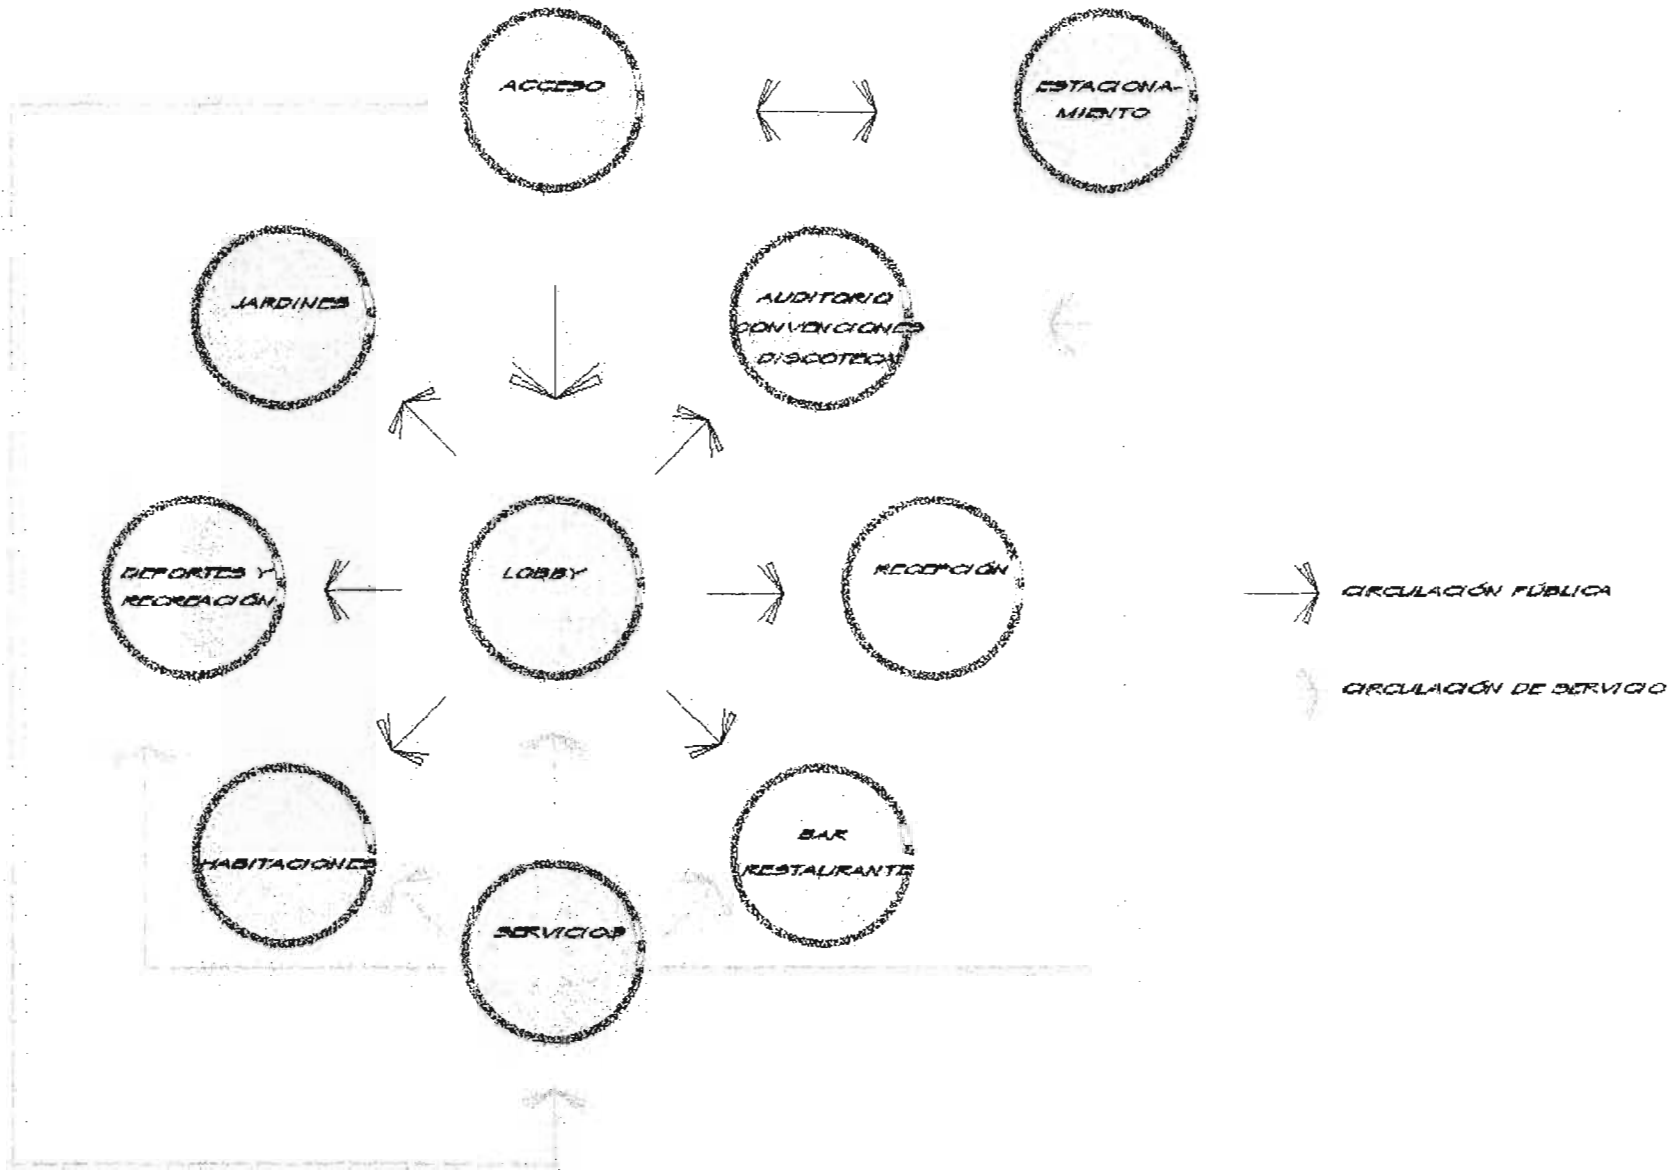 ACCESO
ESTACIONA-
MIENTO
JARDINES
AUDITORIO
CONVENCIONES
DISCOTECA
DEPORTES Y
RECREACIÓN
LOBBY
RECEPCIÓN
CIRCULACIÓN PÚBLICA
CIRCULACIÓN DE SERVICIO
HABITACIONES
BAR
RESTAURANTE
SERVICIOS